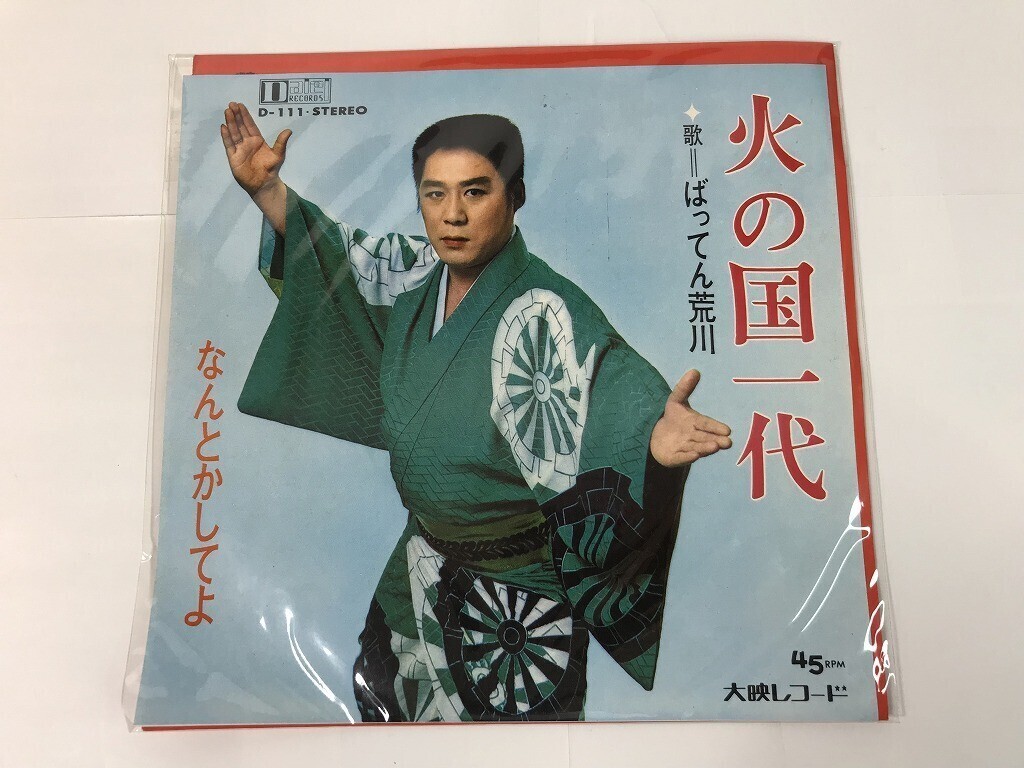 Daiei
RECORDS
D-111・STEREO
火の国一代
歌=ばってん荒川
なんとかしてよ
45RPM
大映レコード